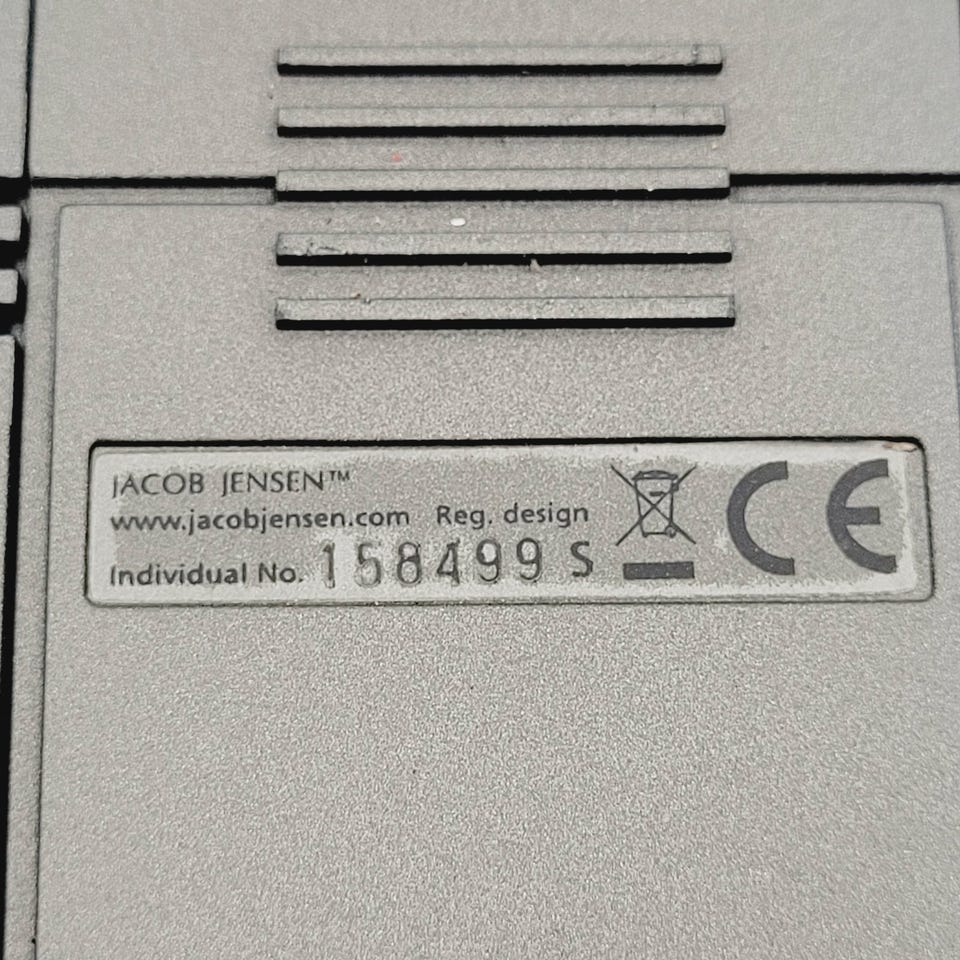 JACOB JENSEN™
www.jacobjensen.com Reg. design
Individual No. 158499 S
CE